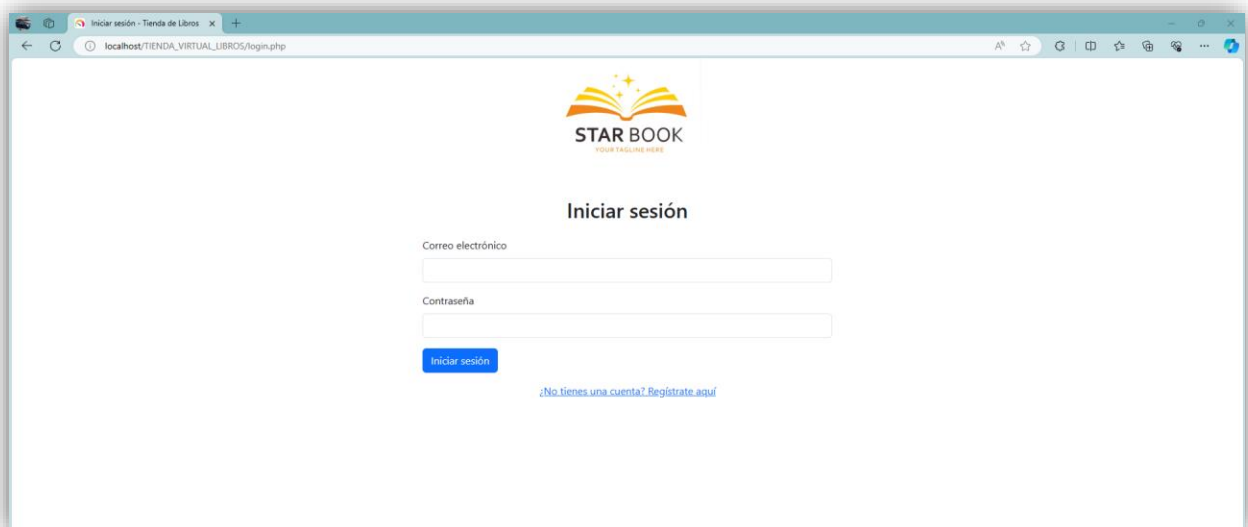 Iniciar sesión - Tienda de Libros
localhost/TIENDA_VIRTUAL_LIBROS/login.php
STAR BOOK
YOUR TAGLINE HERE
Iniciar sesión
Correo electrónico
Contraseña
Iniciar sesión
¿No tienes una cuenta? Regístrate aquí